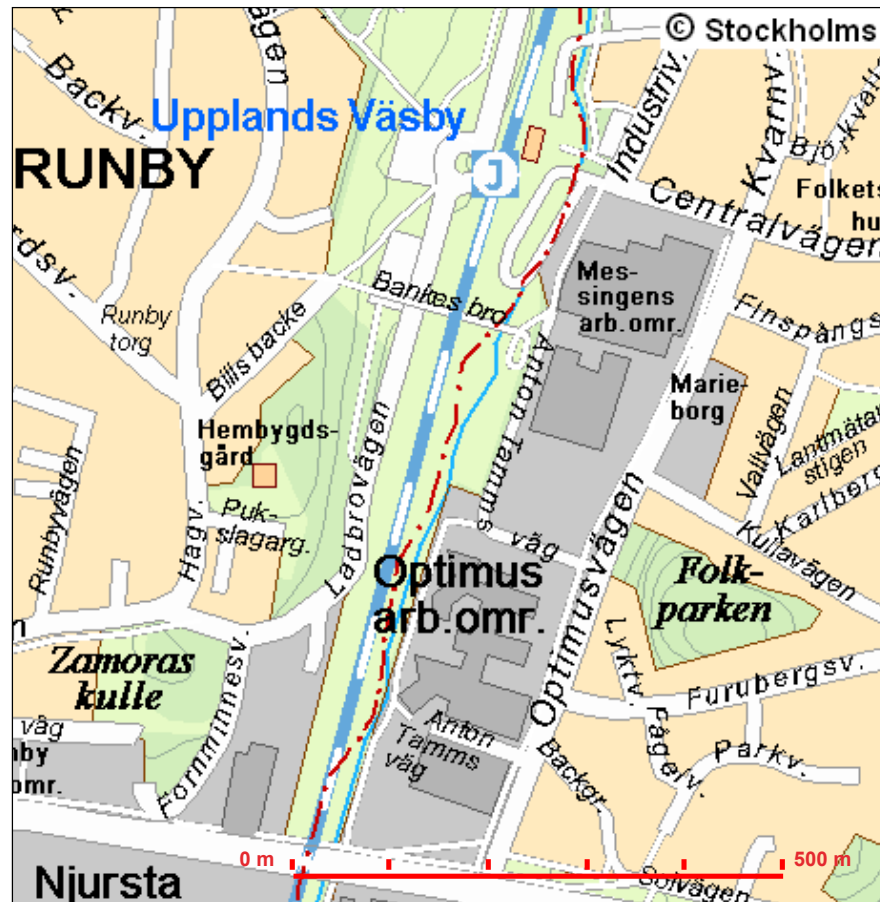 © Stockholms
Backv.
Upplands Väsby
RUNBY
J
Industriv.
Kvarnv.
Folkets
hu
Centralvägen
Mes-
singens
arb.omr.
Bankes bro
Runby
torg
Bills backe
Finspångs
Anton Tamms
väg
Marie-
borg
Hembygds-
gård
Vallvägen
Lantmätar
stigen
Karlberg
Kullavägen
Runbyvägen
Hagv.
Puk-
slagarg.
Ladbrovägen
Optimus
arb.omr.
Optimusvägen
Folk-
parken
Zamoras
kulle
Lyktv.
Furubergsv.
Fågelv.
Parkv.
väg
omr.
Fornminnesv.
Anton
Tamms
väg
Backgr.
0 m
500 m
Solvägen
Njursta